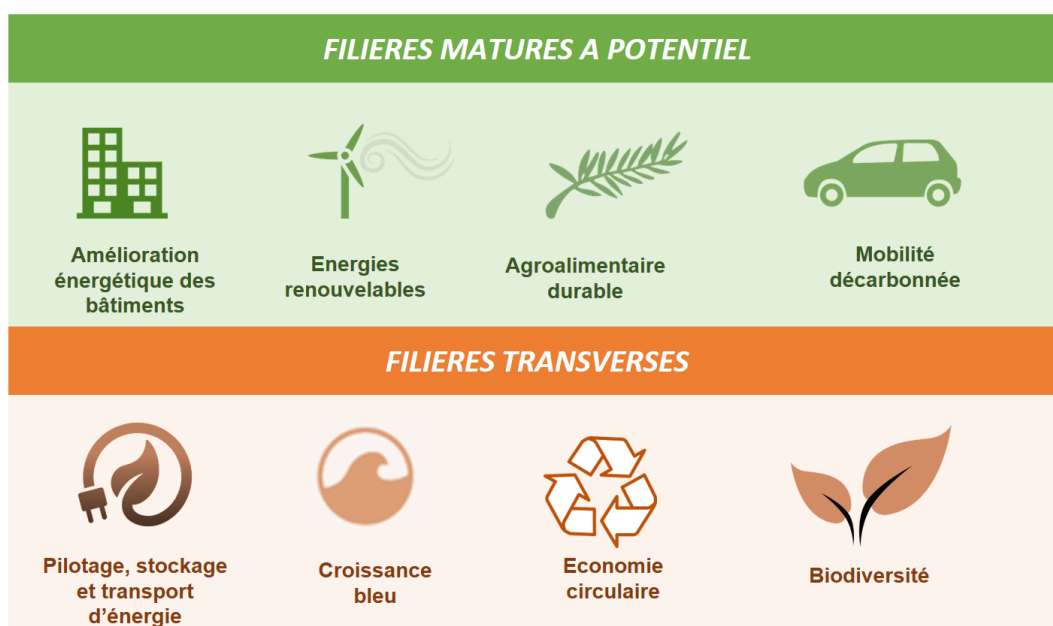 FILIERES MATURES A POTENTIEL
Amélioration
énergétique des
bâtiments
Energies
renouvelables
Agroalimentaire
durable
Mobilité
décarbonnée
FILIERES TRANSVERSES
Pilotage, stockage
et transport
d’énergie
Croissance
bleu
Economie
circulaire
Biodiversité